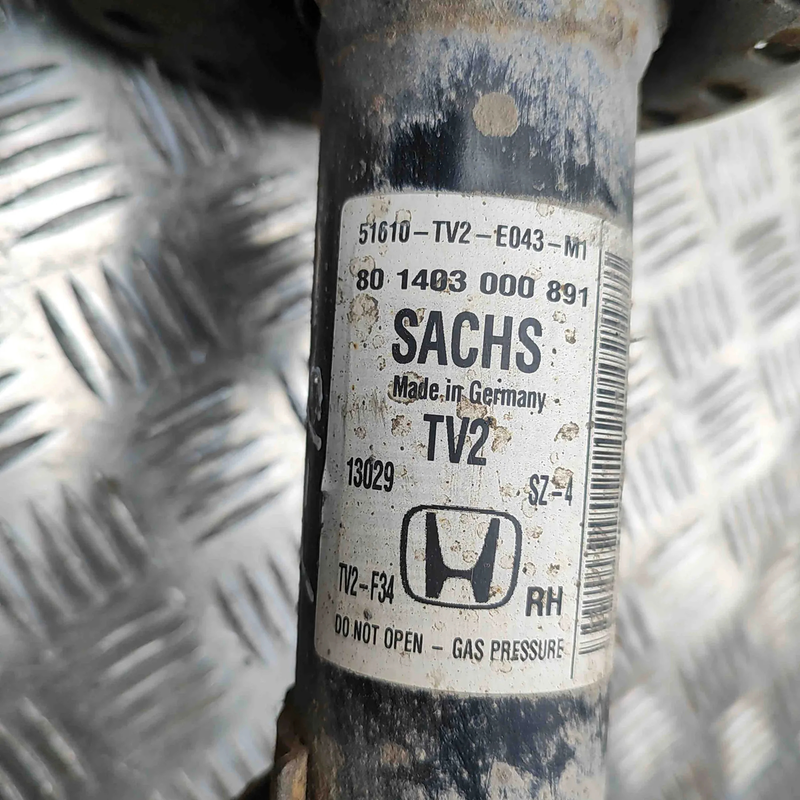 51610-TV2-E043-M1
80 1403 000 891
SACHS
Made in Germany
TV2
13029 SZ-4
TV2-F34 RH
DO NOT OPEN - GAS PRESSURE